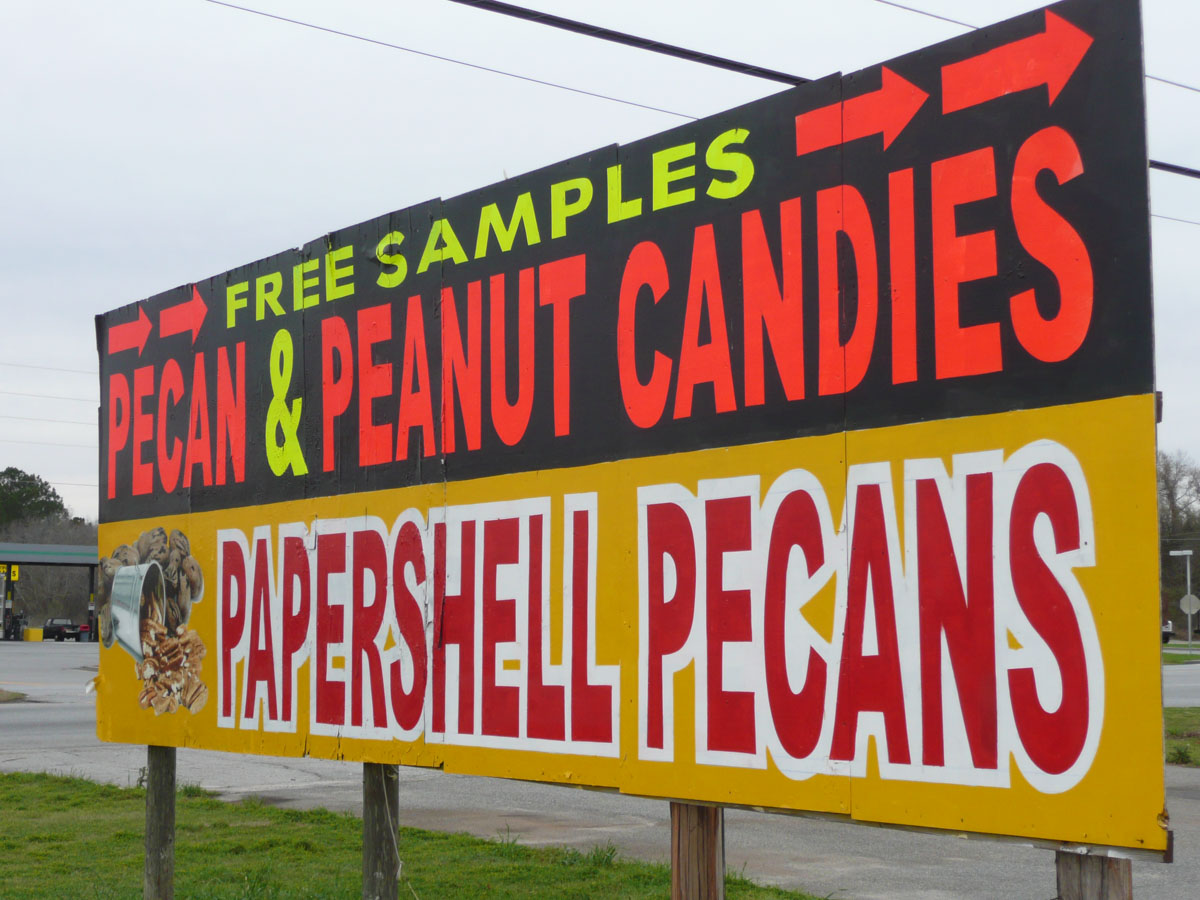 FREE SAMPLES
PECAN & PEANUT CANDIES
PAPERSHELL PECANS